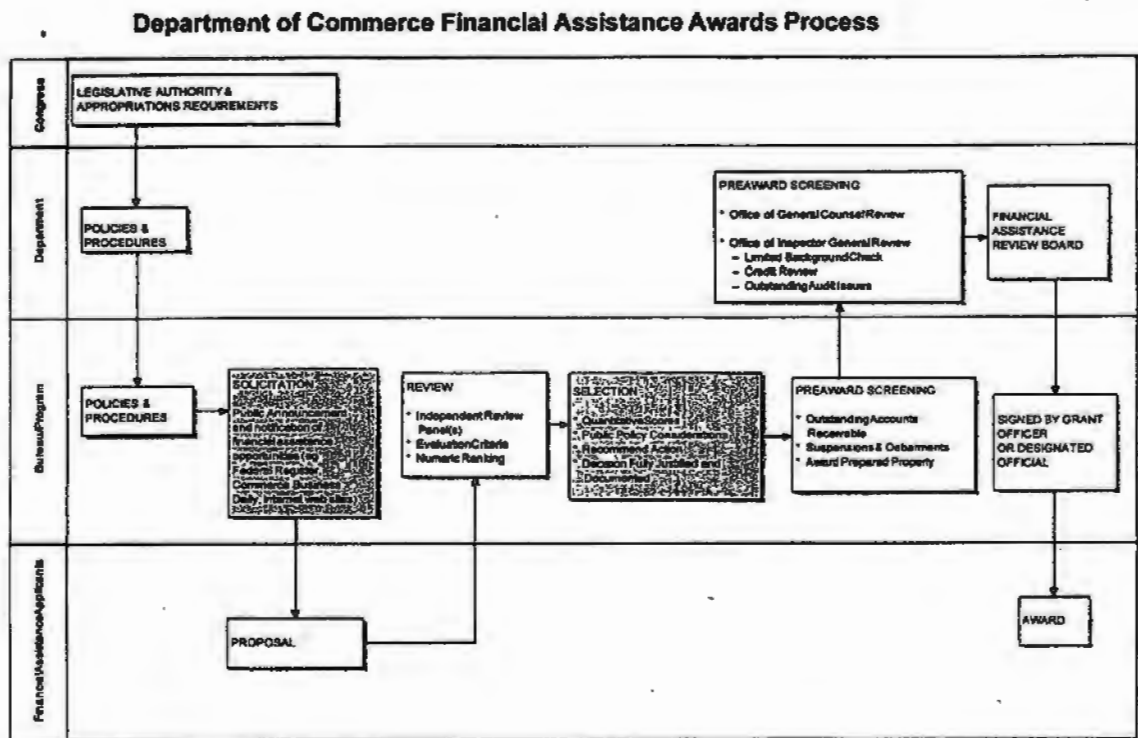 Department of Commerce Financial Assistance Awards Process
Congress
LEGISLATIVE AUTHORITY &
APPROPRIATIONS REQUIREMENTS
Department
POLICIES &
PROCEDURES
PREAWARD SCREENING
* Office of General Counsel Review
* Office of Inspector General Review
– Limited Background Check
– Credit Review
– Outstanding Audit Issues
FINANCIAL
ASSISTANCE
REVIEW BOARD
Bureau/Program
POLICIES &
PROCEDURES
SOLICITATION
Public Announcement
and notification of
financial assistance
opportunities (eg
Federal Register,
Commerce Business
Daily, Internet web sites)
REVIEW
* Independent Review
Panel(s)
* Evaluation Criteria
* Numeric Ranking
SELECTION
* Quantitative Scores
* Public Policy Considerations
* Recommend Action
* Decision Fully Justified and
Documented
PREAWARD SCREENING
* Outstanding Accounts
Receivable
* Suspensions & Debarments
* Award Prepared Property
SIGNED BY GRANT
OFFICER
OR DESIGNATED
OFFICIAL
Financial Assistance Applicants
PROPOSAL
AWARD